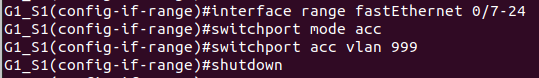 G1_S1(config-if-range)#interface range fastEthernet 0/7-24
G1_S1(config-if-range)#switchport mode acc
G1_S1(config-if-range)#switchport acc vlan 999
G1_S1(config-if-range)#shutdown